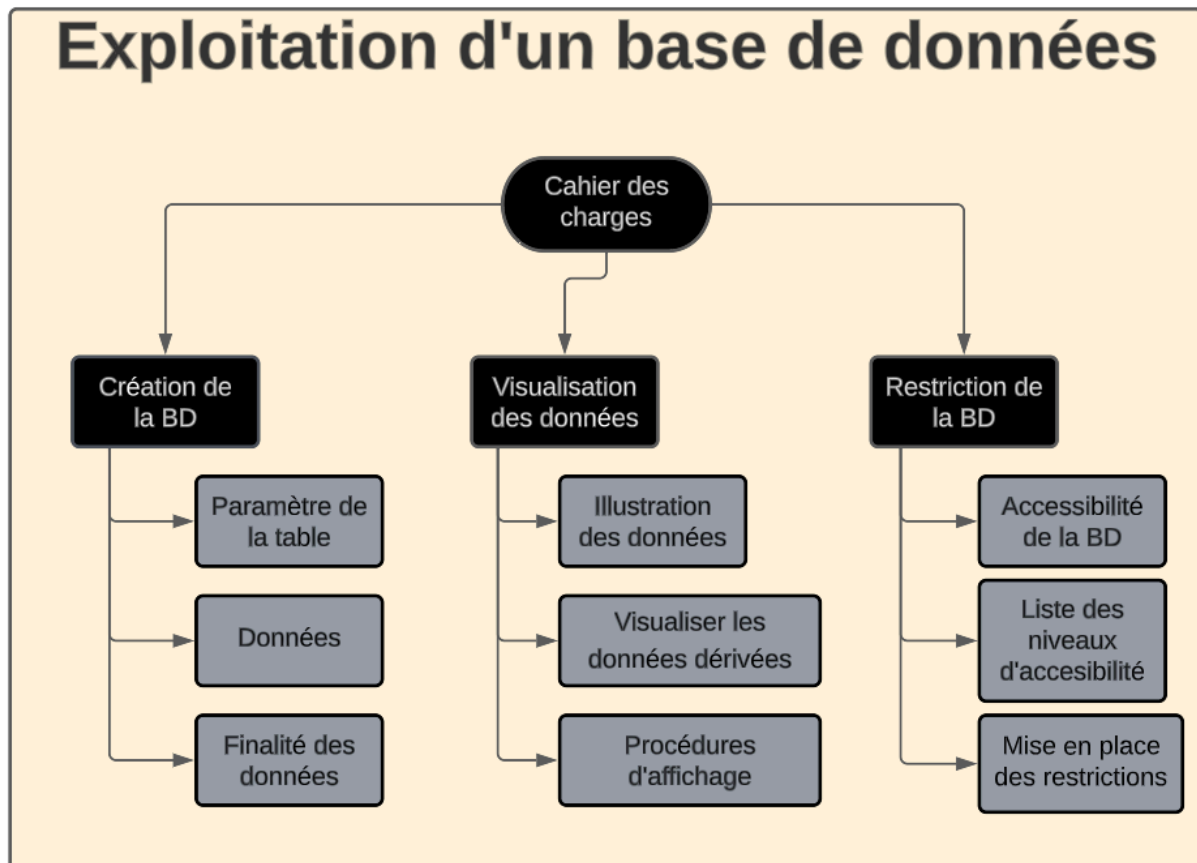 Exploitation d'un base de données
Cahier des
charges
Création de
la BD
Paramètre de
la table
Données
Finalité des
données
Visualisation
des données
Illustration
des données
Visualiser les
données dérivées
Procédures
d'affichage
Restriction de
la BD
Accessibilité
de la BD
Liste des
niveaux
d'accesibilité
Mise en place
des restrictions